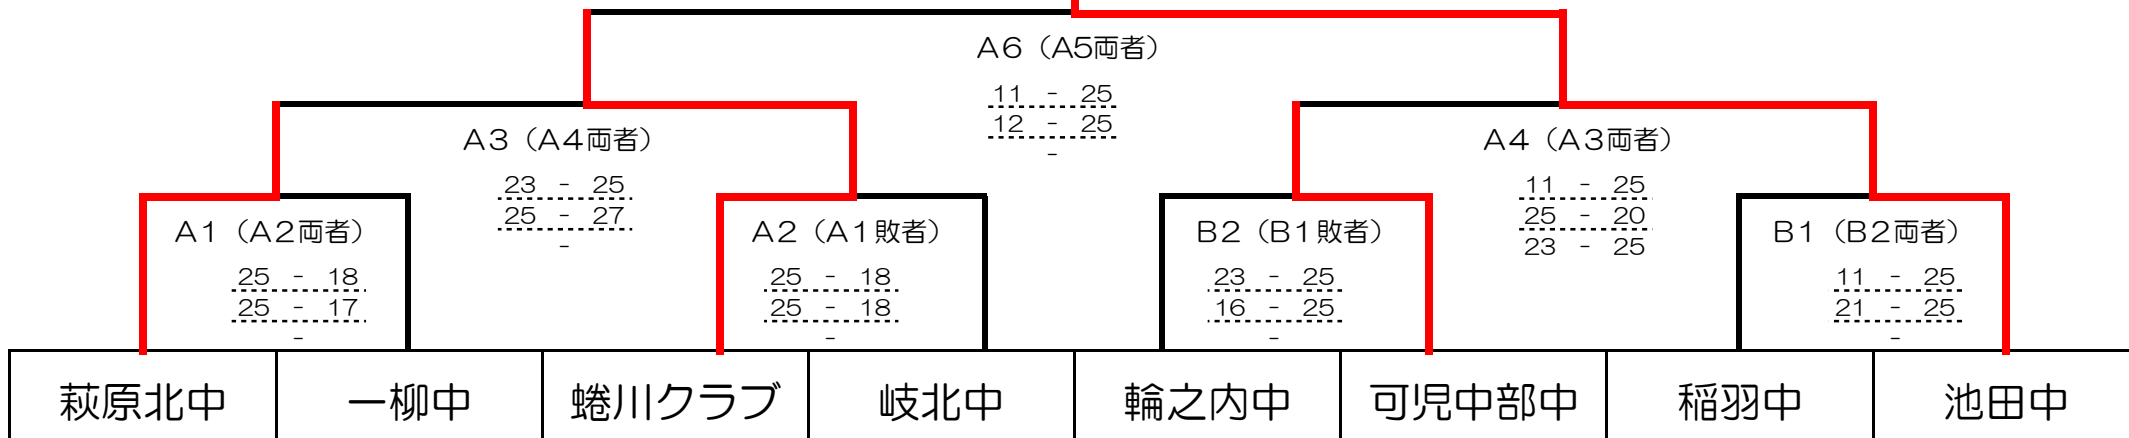 A6（A5両者）
11 - 25
12 - 25
-
A3（A4両者）
23 - 25
25 - 27
-
A4（A3両者）
11 - 25
25 - 20
23 - 25
A1（A2両者）
25 - 18
25 - 17
-
A2（A1敗者）
25 - 18
25 - 18
-
B2（B1敗者）
23 - 25
16 - 25
-
B1（B2両者）
11 - 25
21 - 25
-
萩原北中 一柳中 蜷川クラブ 岐北中 輪之内中 可児中部中 稲羽中 池田中